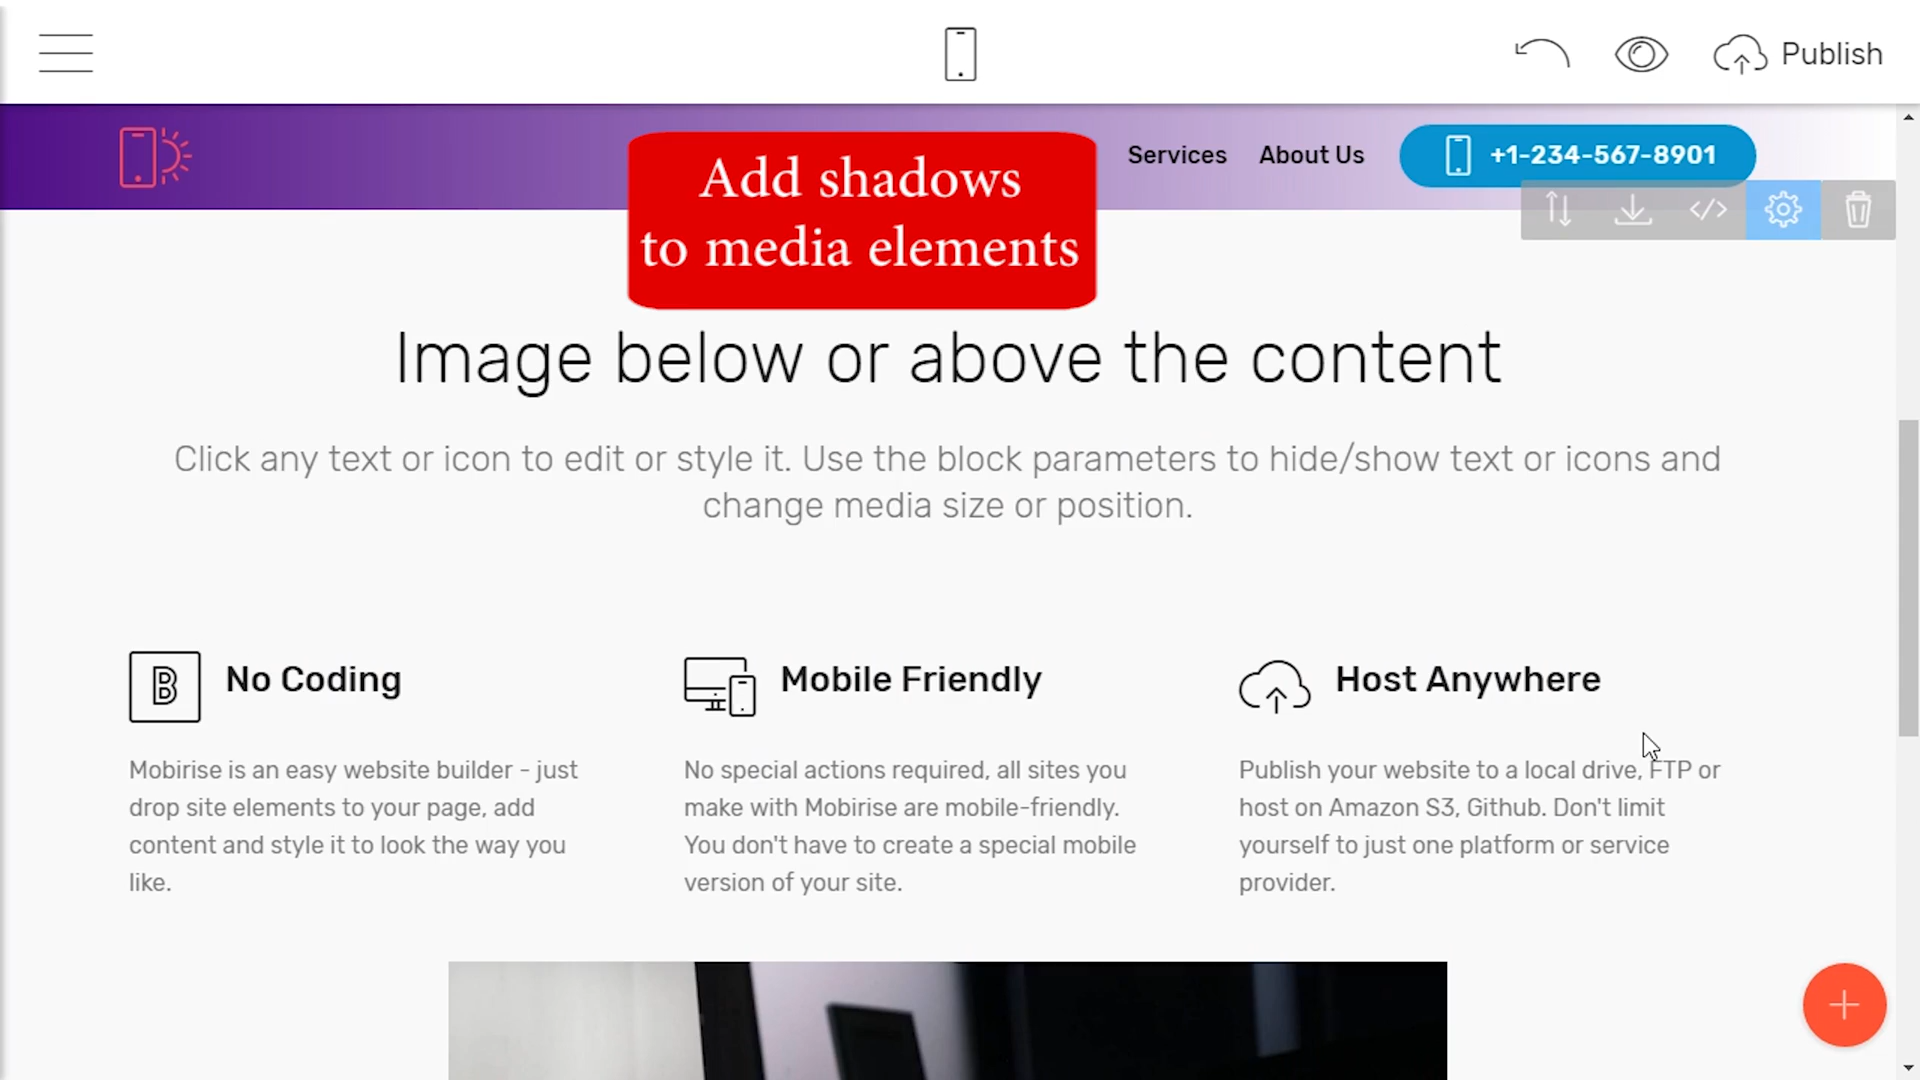 Publish
Services
About Us
+1-234-567-8901
Add shadows
to media elements
</>
Image below or above the content
Click any text or icon to edit or style it. Use the block parameters to hide/show text or icons and
change media size or position.
B
No Coding
Mobirise is an easy website builder - just
drop site elements to your page, add
content and style it to look the way you
like.
Mobile Friendly
No special actions required, all sites you
make with Mobirise are mobile-friendly.
You don't have to create a special mobile
version of your site.
Host Anywhere
Publish your website to a local drive, FTP or
host on Amazon S3, Github. Don't limit
yourself to just one platform or service
provider.